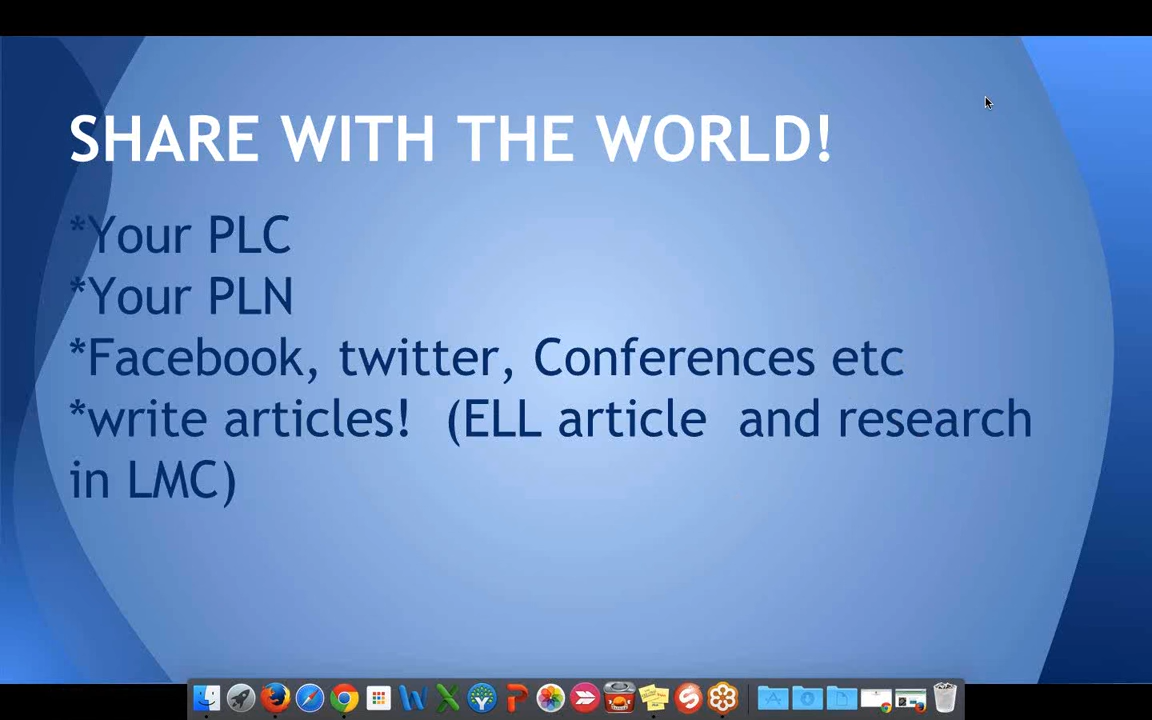 SHARE WITH THE WORLD!
*Your PLC
*Your PLN
*Facebook, twitter, Conferences etc
*write articles!  (ELL article  and research
in LMC)